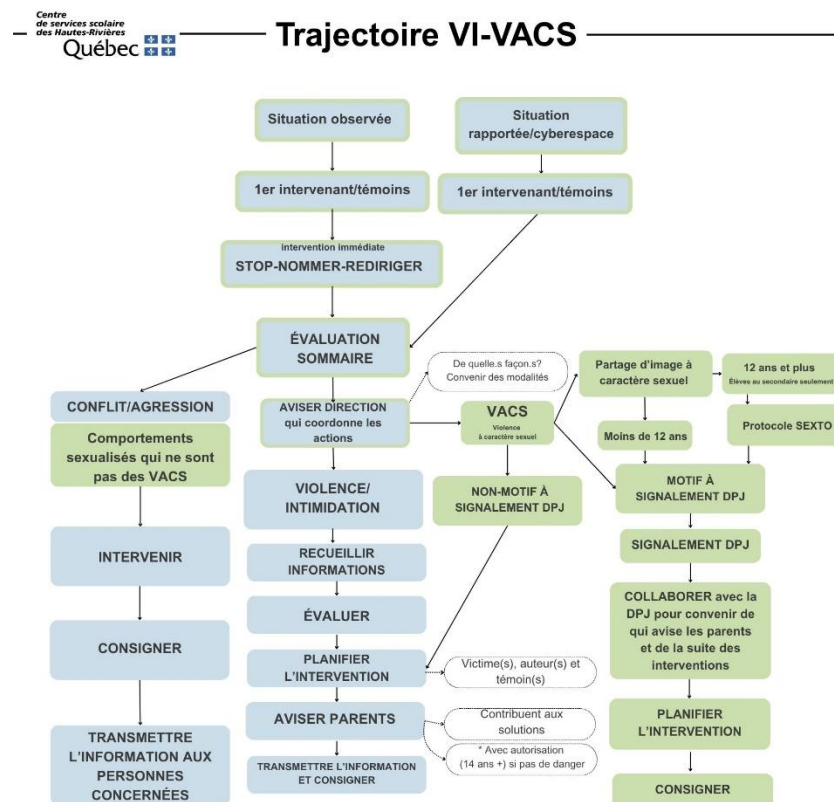 Centre
de services scolaire
des Hautes-Rivières
Québec
Trajectoire VI-VACS
Situation observée
Situation
rapportée/cyberespace
1er intervenant/témoins
1er intervenant/témoins
intervention immédiate
STOP-NOMMER-REDIRIGER
ÉVALUATION
SOMMAIRE
De quelle.s façon.s?
Convenir des modalités
Partage d'image à
caractère sexuel
12 ans et plus
Élèves au secondaire seulement
CONFLIT/AGRESSION
Comportements
sexualisés qui ne sont
pas des VACS
AVISER DIRECTION
qui coordonne les
actions
VACS
Violence
à caractère sexuel
Moins de 12 ans
Protocole SEXTO
VIOLENCE/
INTIMIDATION
NON-MOTIF À
SIGNALEMENT DPJ
MOTIF À
SIGNALEMENT DPJ
INTERVENIR
RECUEILLIR
INFORMATIONS
SIGNALEMENT DPJ
ÉVALUER
COLLABORER avec la
DPJ pour convenir de
qui avise les parents
et de la suite des
interventions
CONSIGNER
PLANIFIER
L'INTERVENTION
Victime(s), auteur(s) et
témoin(s)
AVISER PARENTS
Contribuent aux
solutions
PLANIFIER
L'INTERVENTION
TRANSMETTRE
L'INFORMATION AUX
PERSONNES
CONCERNÉES
TRANSMETTRE L'INFORMATION
ET CONSIGNER
* Avec autorisation
(14 ans +) si pas de danger
CONSIGNER